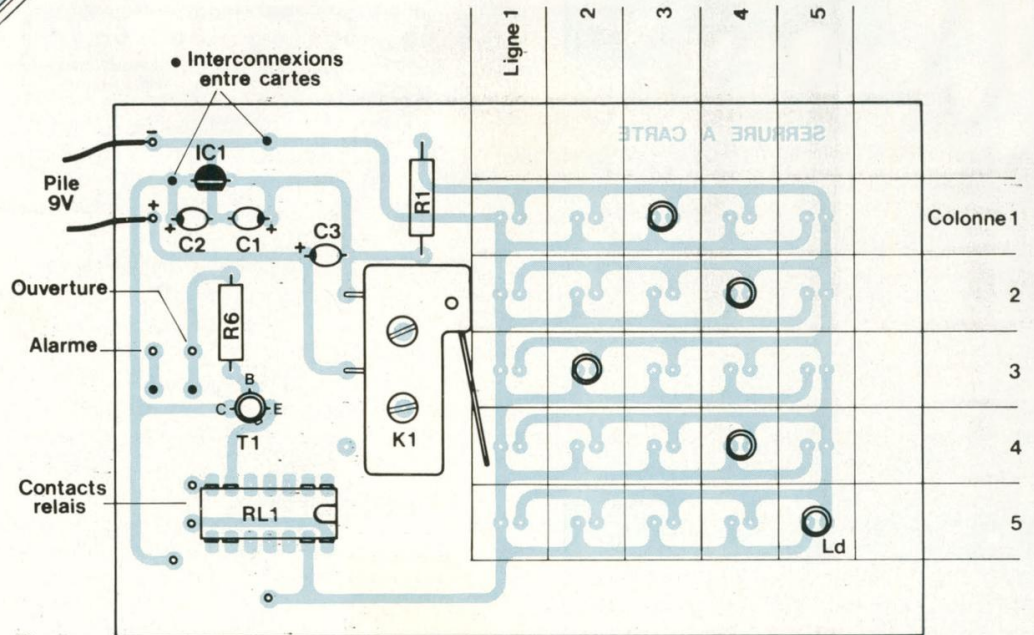 Ligne 1
2
3
4
5
• Interconnexions
entre cartes
SERRURE A CARTE
−
IC1
Pile
9V
+
C2
+
+
C1
R1
+
C3
Colonne 1
Ouverture
R6
2
Alarme
3
B
C
E
T1
K1
4
Contacts
relais
RL1
5
Ld